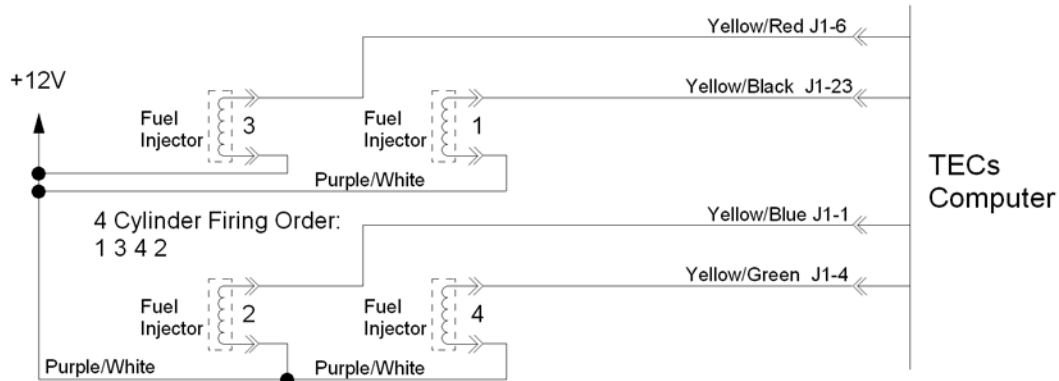 Yellow/Red J1-6
+12V
Yellow/Black J1-23
Fuel
Injector
3
Fuel
Injector
1
Purple/White
TECs
Computer
4 Cylinder Firing Order:
1 3 4 2
Yellow/Blue J1-1
Yellow/Green J1-4
Fuel
Injector
2
Fuel
Injector
4
Purple/White
Purple/White